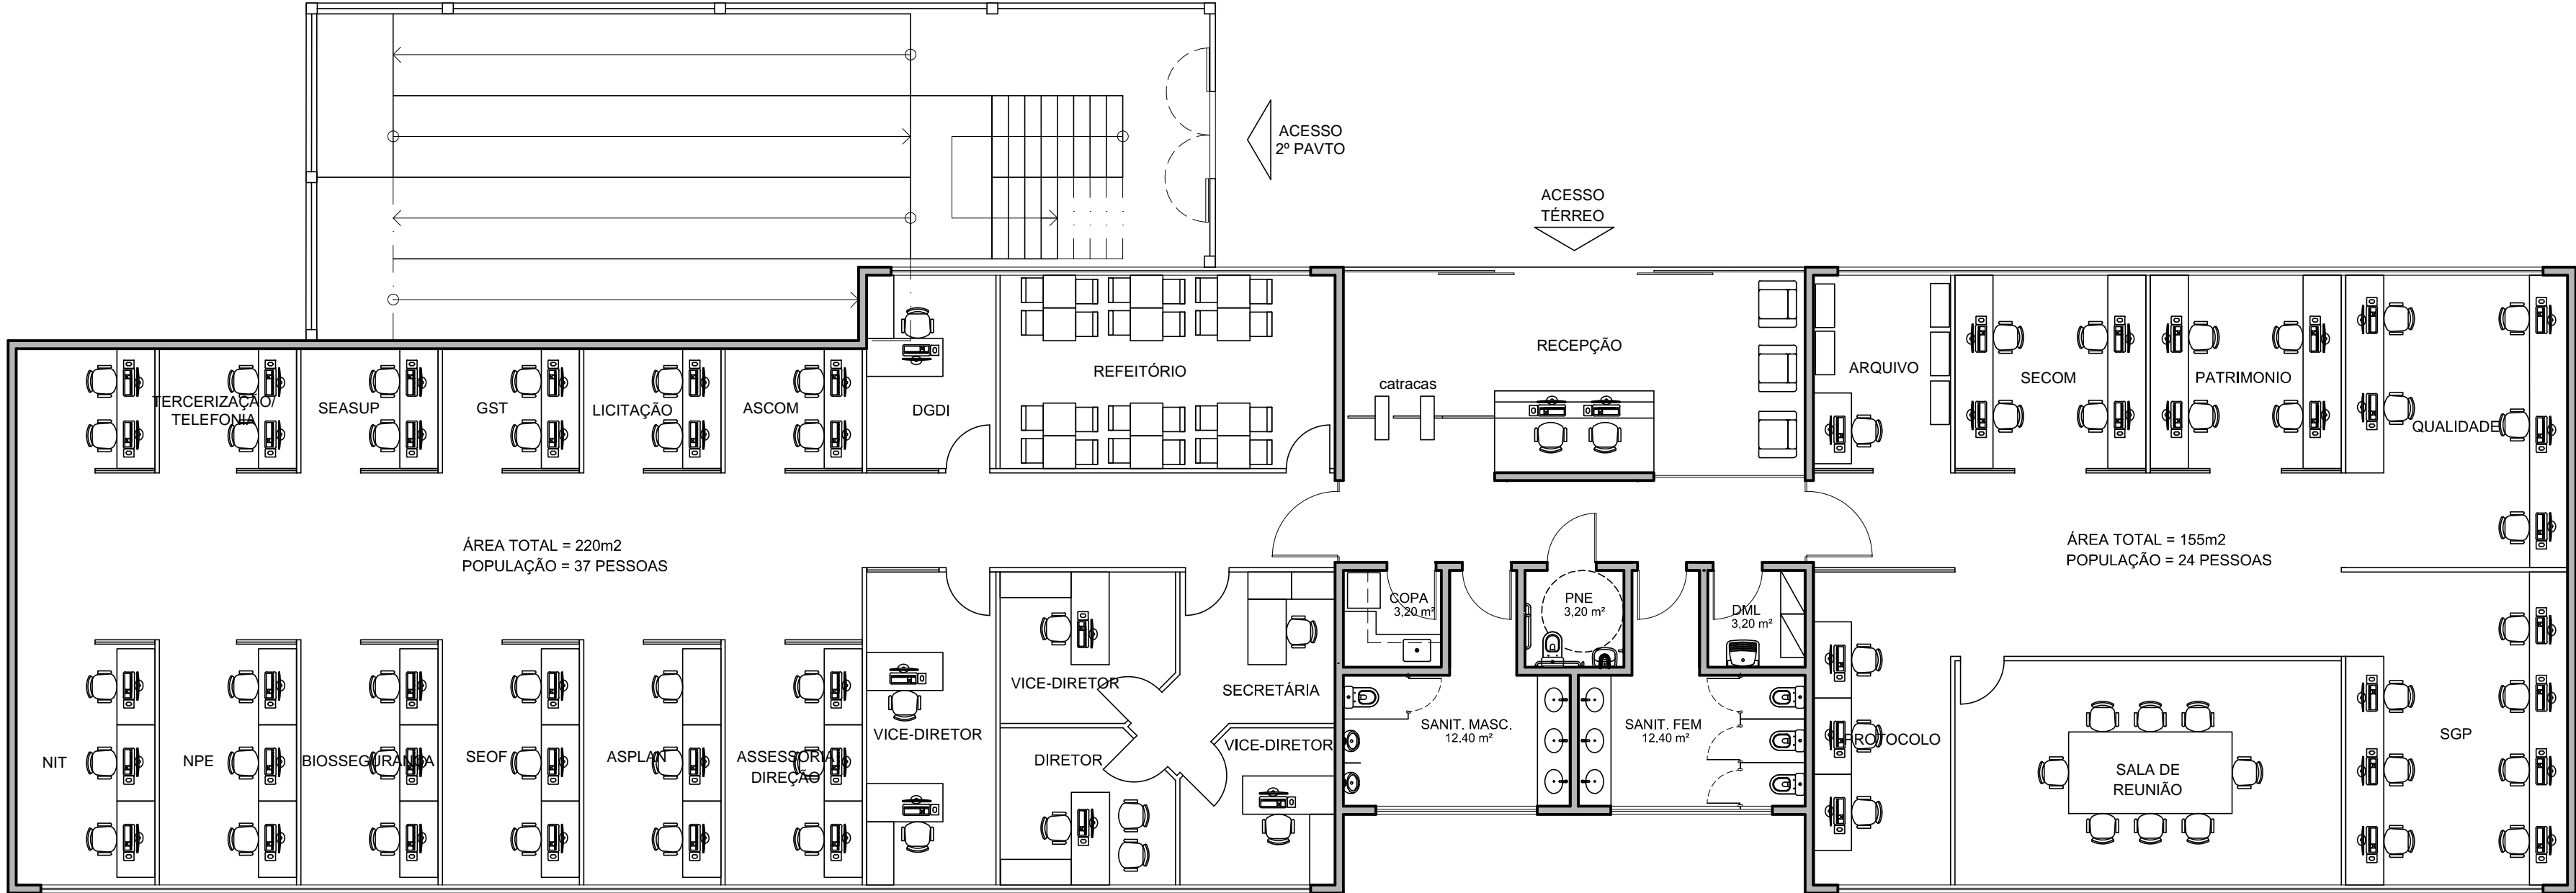 ACESSO
2º PAVTO
ACESSO
TÉRREO
RECEPÇÃO
catracas
REFEITÓRIO
DGDI
ARQUIVO
SECOM
PATRIMONIO
QUALIDADE
TERCERIZAÇÃO/
TELEFONIA
SEASUP
GST
LICITAÇÃO
ASCOM
ÁREA TOTAL = 220m2
POPULAÇÃO = 37 PESSOAS
ÁREA TOTAL = 155m2
POPULAÇÃO = 24 PESSOAS
COPA
3,20 m²
PNE
3,20 m²
DML
3,20 m²
VICE-DIRETOR
SECRETÁRIA
SANIT. MASC.
12,40 m²
SANIT. FEM
12,40 m²
VICE-DIRETOR
VICE-DIRETOR
PROTOCOLO
SGP
NIT
NPE
BIOSSEGURANÇA
SEOF
ASPLAN
ASSESSORIA
DIREÇÃO
DIRETOR
SALA DE
REUNIÃO